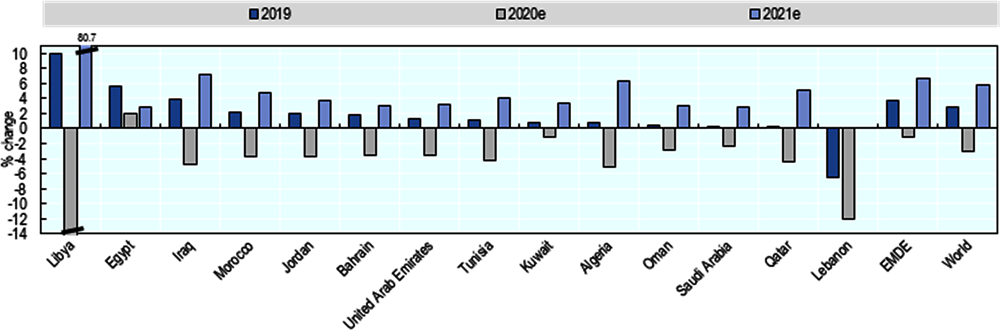 2019 2020e 2021e
80.7
10
8
6
4
2
0
-2
-4
-6
-8
-10
-12
-14
% change
Libya
Egypt
Iraq
Morocco
Jordan
Bahrain
United Arab Emirates
Tunisia
Kuwait
Algeria
Oman
Saudi Arabia
Qatar
Lebanon
EMDE
World